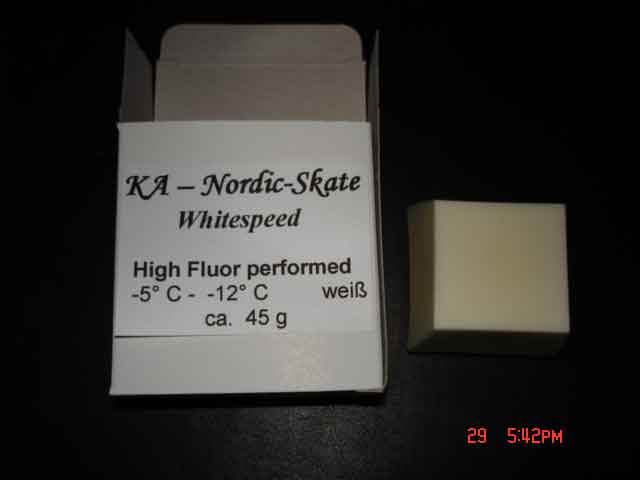 KA – Nordic-Skate
Whitespeed
High Fluor performed
-5° C - -12° C weiß
ca. 45 g
29 5:42PM